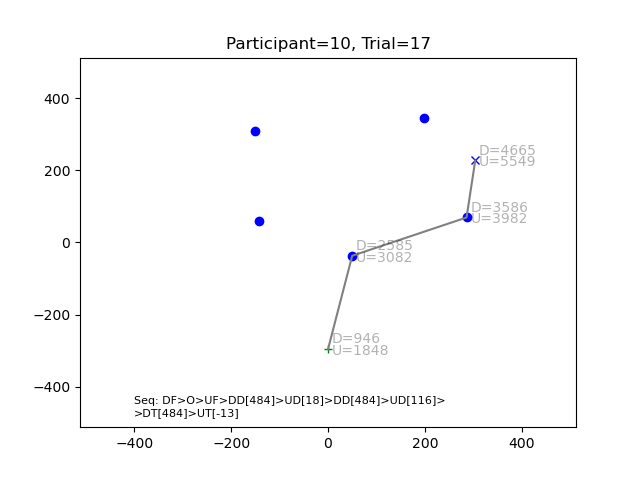 Participant=10, Trial=17
400
200
0
−200
−400
D=4665
U=5549
D=3586
U=3982
D=2585
U=3082
D=946
U=1848
Seq: DF>O>UF>DD[484]>UD[18]>DD[484]>UD[116]>
>DT[484]>UT[-13]
−400
−200
0
200
400